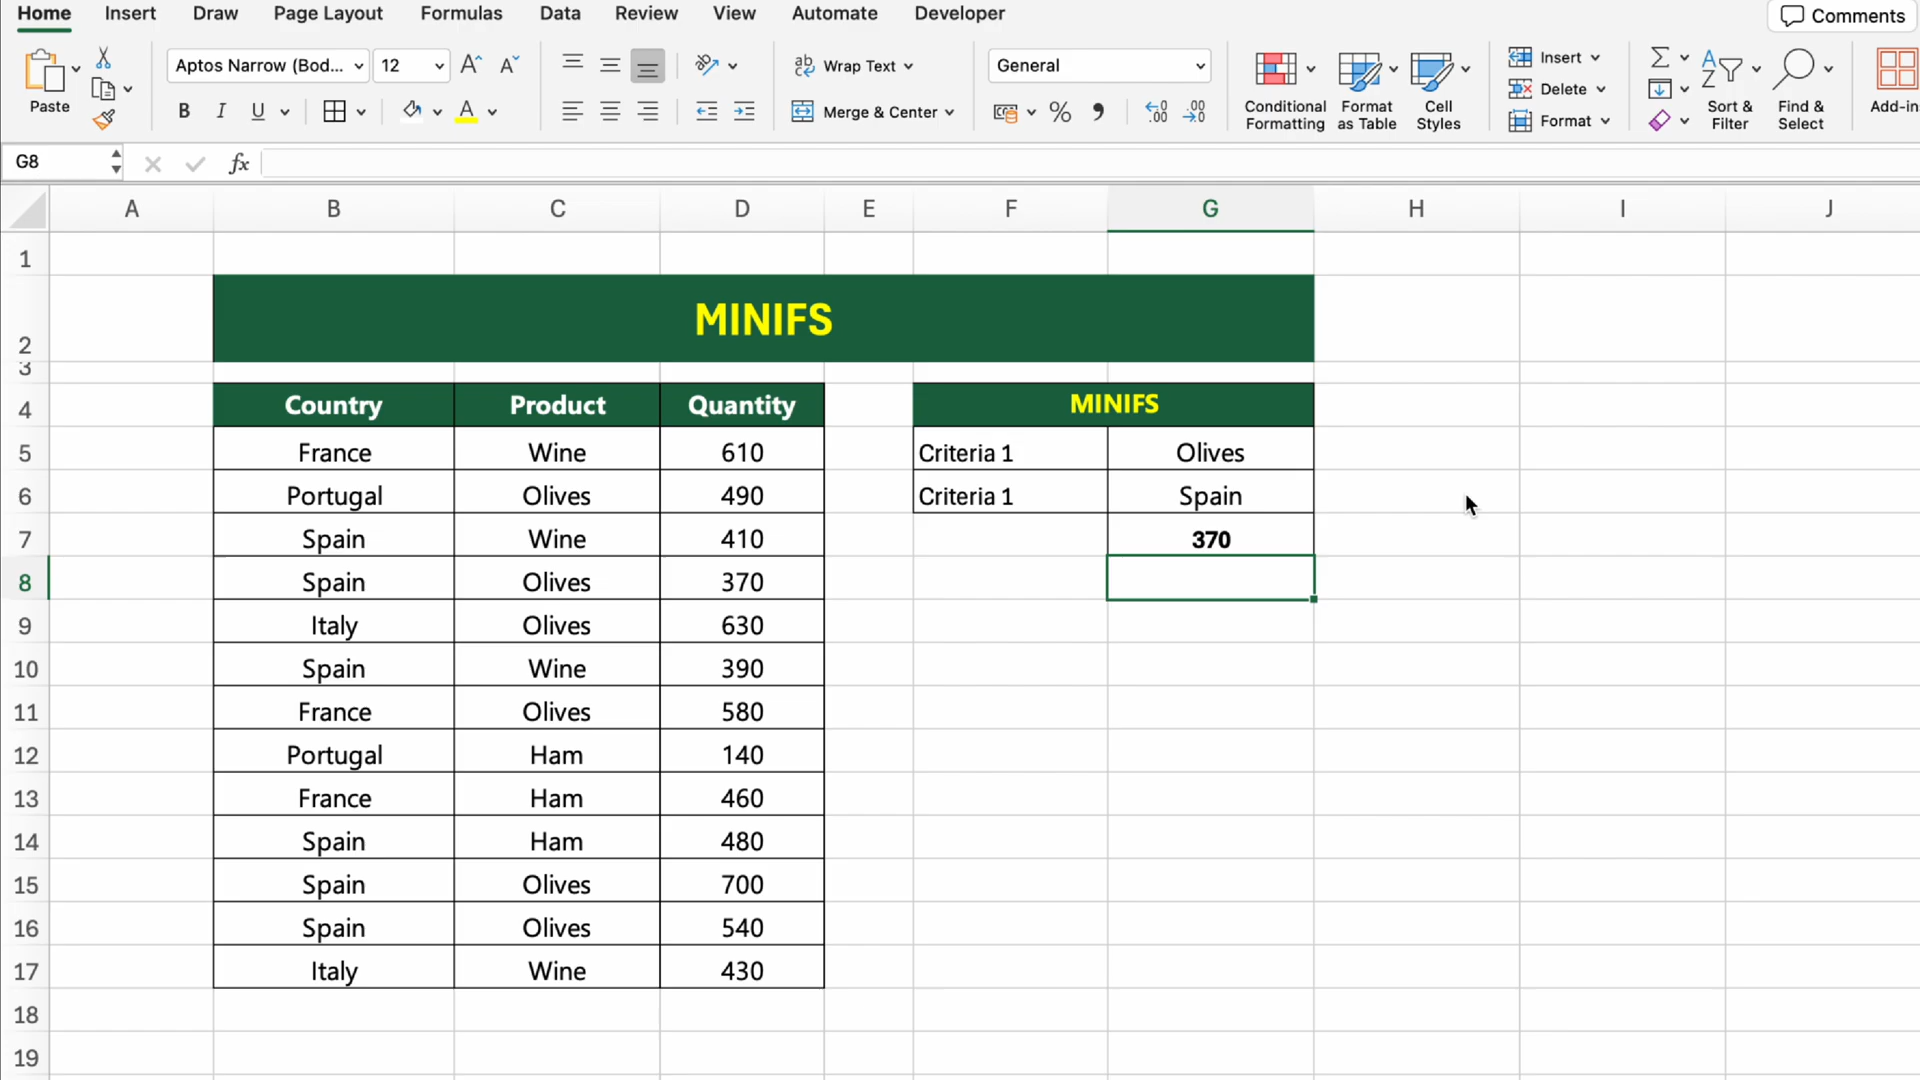 Home Insert Draw Page Layout Formulas Data Review View Automate Developer Comments
Paste
Aptos Narrow (Bod... 12 A A
B I U A
ab Wrap Text
Merge & Center
General
% , .00 .00
Conditional Formatting
Format as Table
Cell Styles
Insert
Delete
Format
Sort & Filter
Find & Select
Add-in
G8 fx
A B C D E F G H I J
1
2 MINIFS
3
4 Country Product Quantity MINIFS
5 France Wine 610 Criteria 1 Olives
6 Portugal Olives 490 Criteria 1 Spain
7 Spain Wine 410 370
8 Spain Olives 370
9 Italy Olives 630
10 Spain Wine 390
11 France Olives 580
12 Portugal Ham 140
13 France Ham 460
14 Spain Ham 480
15 Spain Olives 700
16 Spain Olives 540
17 Italy Wine 430
18
19